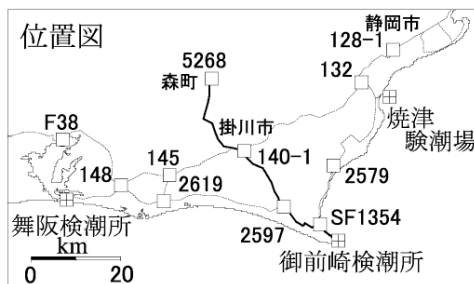 位置図
静岡市
128-1
5268
132
森町
焼津
験潮場
F38
掛川市
148
145
140-1
2579
2619
舞阪検潮所
SF1354
2597
御前崎検潮所
km
0
20